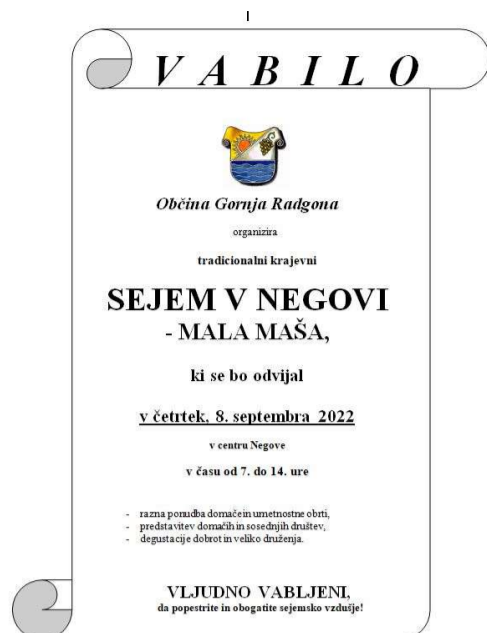 V A B I L O
Občina Gornja Radgona
organizira
tradicionalni krajevni
SEJEM V NEGOVI
- MALA MAŠA,
ki se bo odvijal
v četrtek, 8. septembra 2022
v centru Negove
v času od 7. do 14. ure
- razna ponudba domače in umetnostne obrti,
- predstavitev domačih in sosednjih društev,
- degustacije dobrot in veliko druženja.
VLJUDNO VABLJENI,
da popestrite in obogatite sejemsko vzdušje!